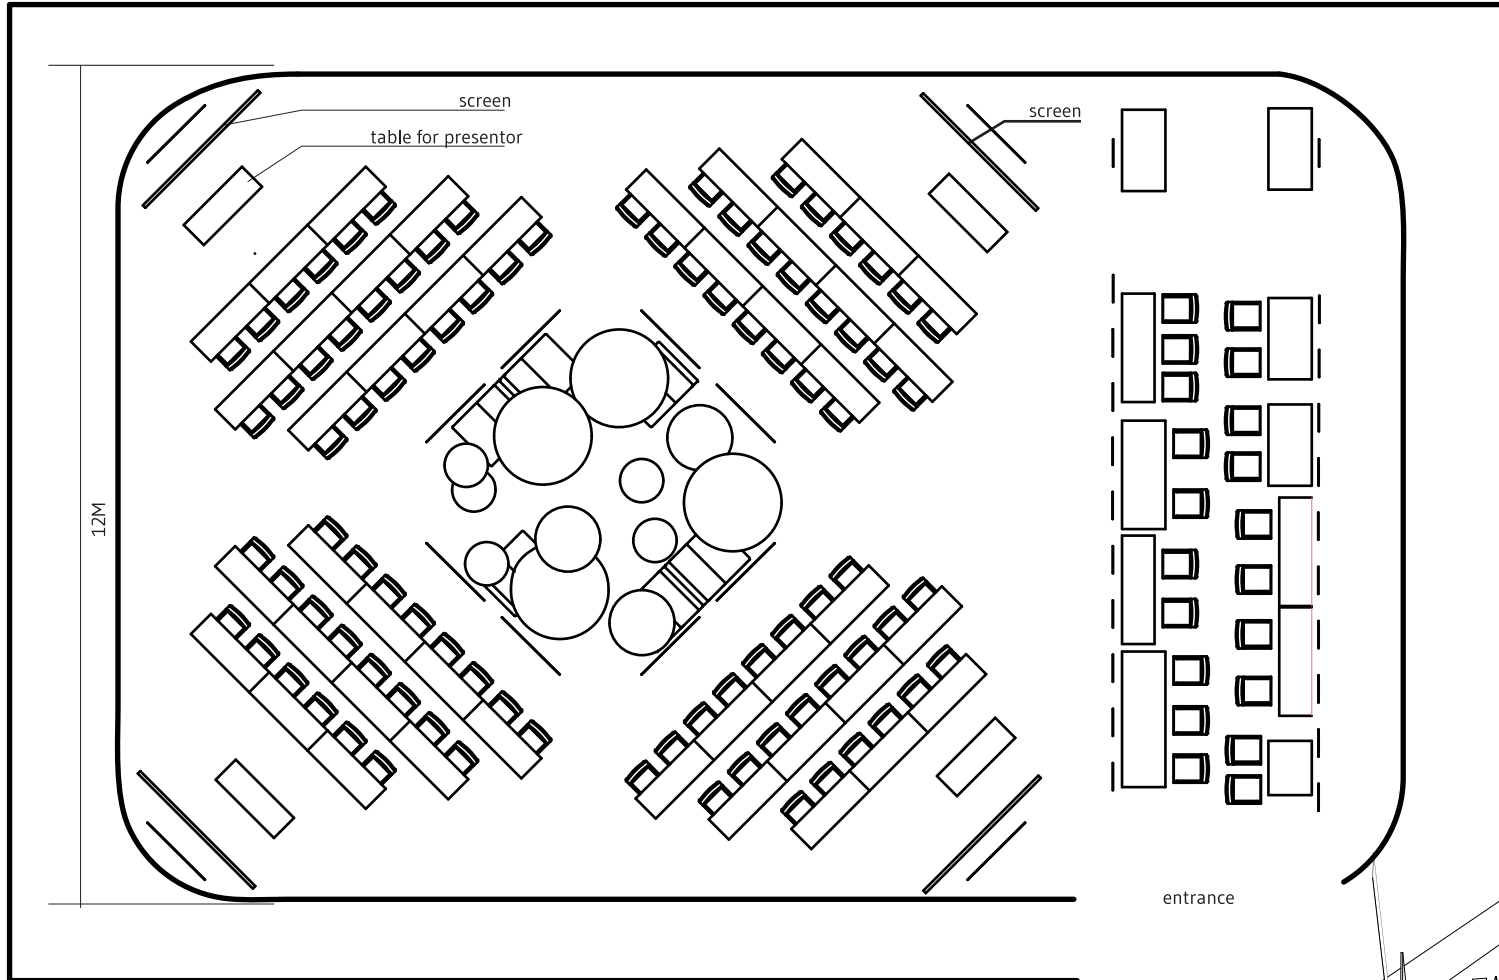 screen
table for presentor
screen
12M
entrance